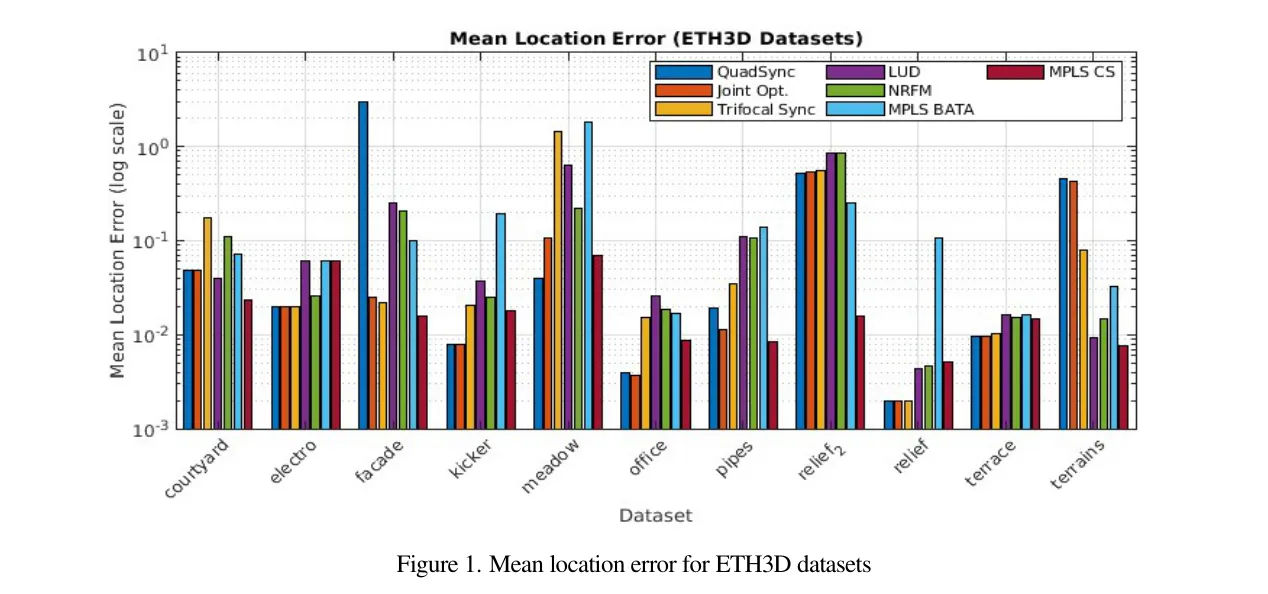 Mean Location Error (ETH3D Datasets)
Mean Location Error (log scale)
10^1
10^0
10^-1
10^-2
10^-3
QuadSync
Joint Opt.
Trifocal Sync
LUD
NRFM
MPLS BATA
MPLS CS
courtyard
electro
facade
kicker
meadow
office
pipes
relief_2
relief
terrace
terrains
Dataset
Figure 1. Mean location error for ETH3D datasets